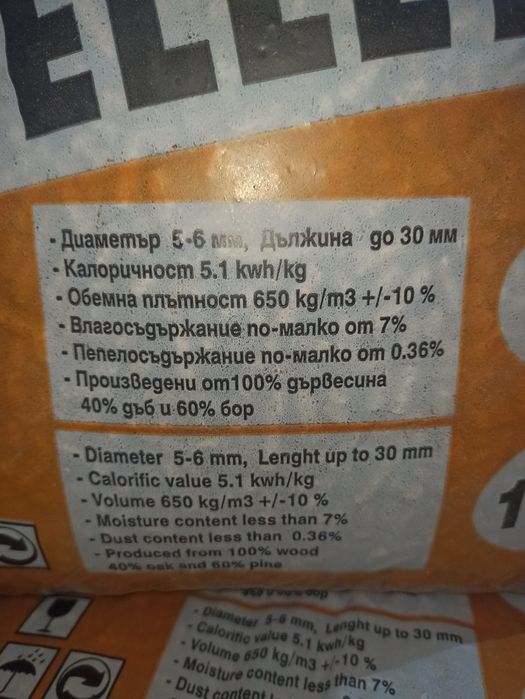 ELLE
- Диаметър 5-6 мм, Дължина до 30 мм
- Калоричност 5.1 kwh/kg
- Обемна плътност 650 kg/m3 +/-10 %
- Влагосъдържание по-малко от 7%
- Пепелосъдържание по-малко от 0.36%
- Произведени от100% дървесина
40% дъб и 60% бор
- Diameter 5-6 mm, Lenght up to 30 mm
- Calorific value 5.1 kwh/kg
- Volume 650 kg/m3 +/-10 %
- Moisture content less than 7%
- Dust content less than 0.36%
- Produced from 100% wood
40% oak and 60% pine
1
- Diameter 5-6 mm, Lenght up to 30 mm
- Calorific value 5.1 kwh/kg
- Volume 650 kg/m3 +/-10 %
- Moisture content less than 7%
- Dust content